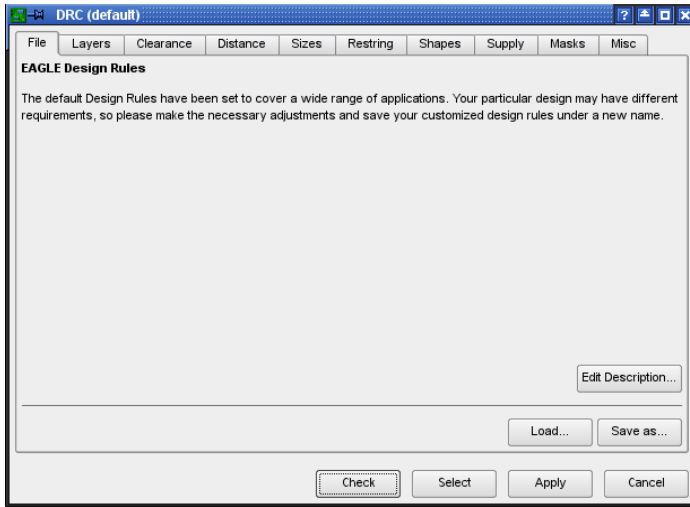 DRC (default)
File Layers Clearance Distance Sizes Restring Shapes Supply Masks Misc
EAGLE Design Rules
The default Design Rules have been set to cover a wide range of applications. Your particular design may have different
requirements, so please make the necessary adjustments and save your customized design rules under a new name.
Edit Description...
Load... Save as...
Check Select Apply Cancel